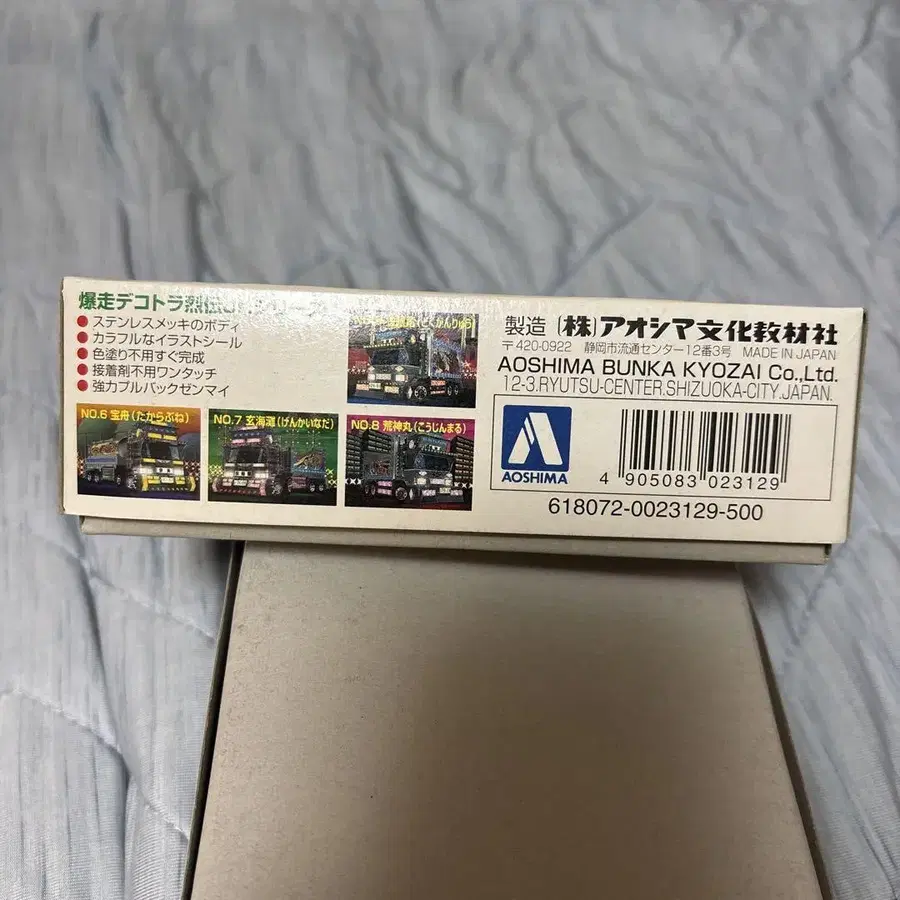 爆走デコトラ烈伝
● ステンレスメッキのボディ
● カラフルなイラストシール
● 色塗り不用すぐ完成
● 接着剤不用ワンタッチ
● 強力プルバックゼンマイ
NO.6 宝舟(たからぶね)
NO.7 玄海灘(げんかいなだ)
NO.8 荒神丸(こうじんまる)
製造 (株)アオシマ文化教材社
〒420-0922 静岡市流通センター12番3号 MADE IN JAPAN
AOSHIMA BUNKA KYOZAI Co.,Ltd.
12-3.RYUTSU-CENTER.SHIZUOKA-CITY.JAPAN.
AOSHIMA
4 905083 023129
618072-0023129-500